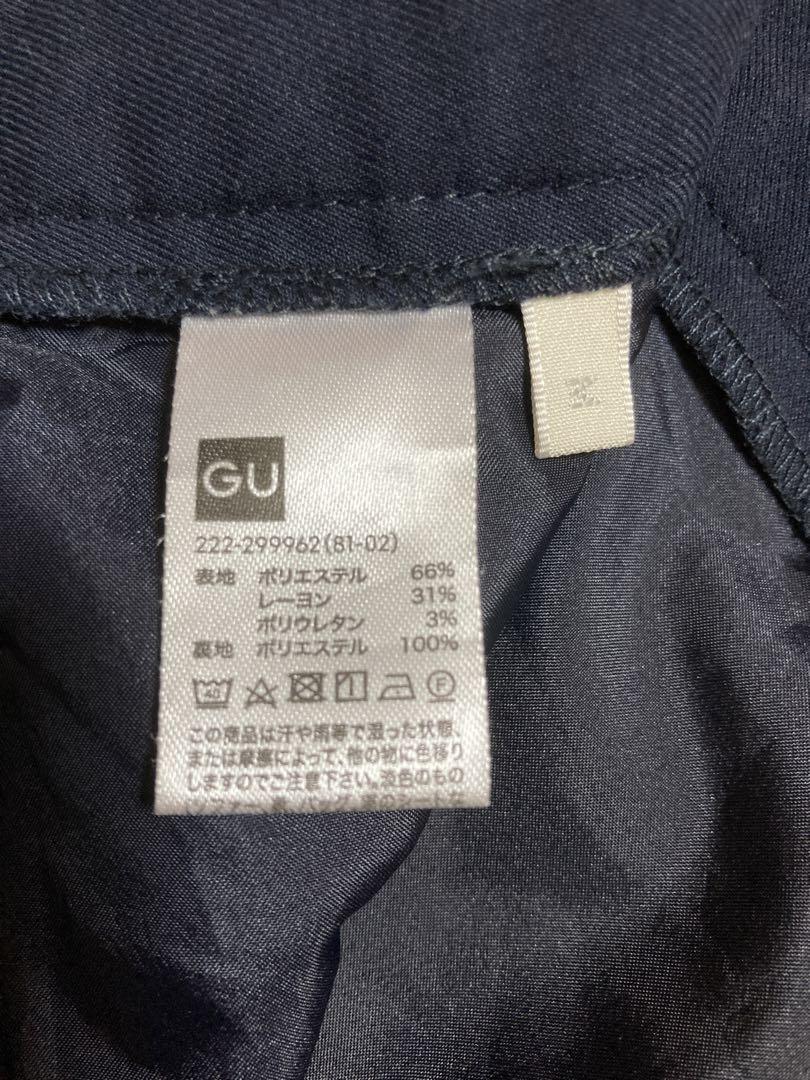 GU
M
222-299962(81-02)
表地 ポリエステル 66%
レーヨン 31%
ポリウレタン 3%
裏地 ポリエステル 100%
40
この商品は汗や雨等で湿った状態、
または摩擦によって、他の物に色移り
しますのでご注意下さい。淡色のもの